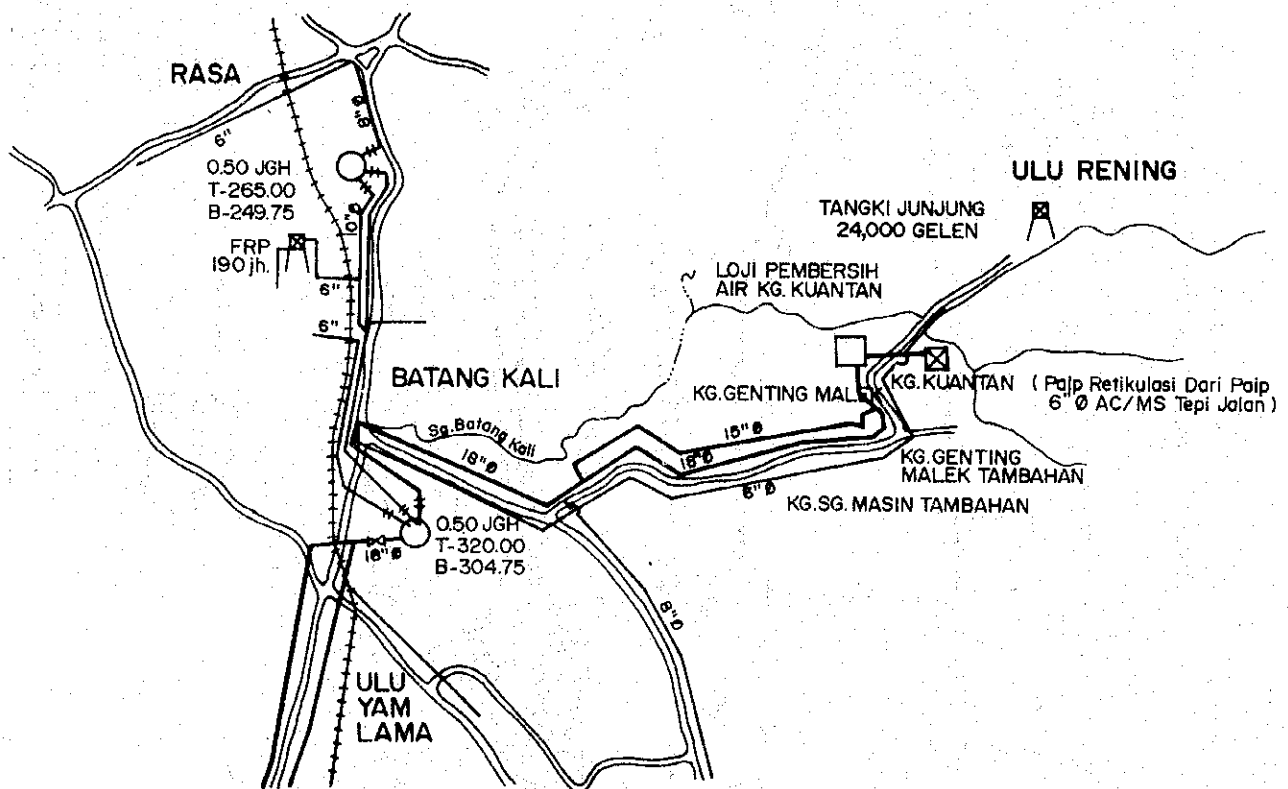 RASA
6"
8" Ø
0.50 JGH
T-265.00
B-249.75
10" Ø
FRP
190 jh.
6"
6"
ULU RENING
TANGKI JUNJUNG
24,000 GELEN
LOJI PEMBERSIH
AIR KG. KUANTAN
BATANG KALI
KG. GENTING MALEK
KG. KUANTAN
( Paip Retikulasi Dari Paip
6" Ø AC/MS Tepi Jalan )
Sg. Batang Kali
18" Ø
15" Ø
18" Ø
6" Ø
KG. GENTING
MALEK TAMBAHAN
KG. SG. MASIN TAMBAHAN
0.50 JGH
T-320.00
B-304.75
18" Ø
8" Ø
ULU
YAM
LAMA